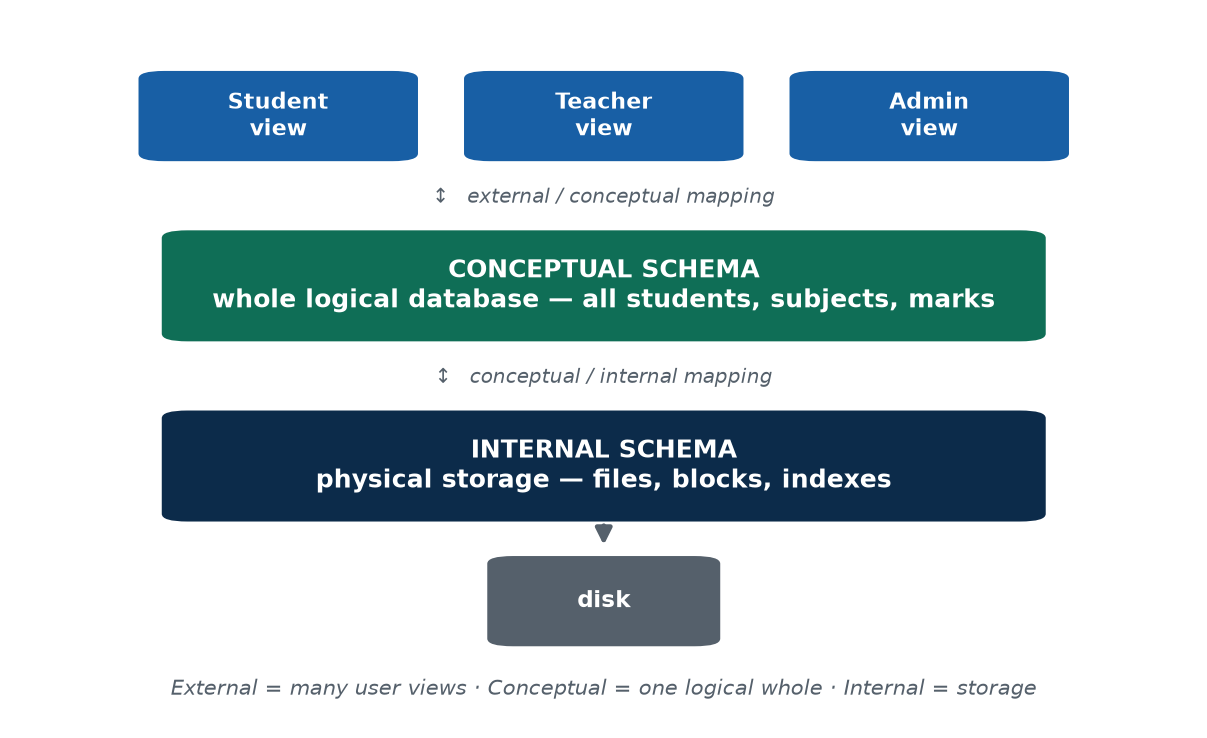 Student
view
Teacher
view
Admin
view
↕ external / conceptual mapping
CONCEPTUAL SCHEMA
whole logical database — all students, subjects, marks
↕ conceptual / internal mapping
INTERNAL SCHEMA
physical storage — files, blocks, indexes
disk
External = many user views · Conceptual = one logical whole · Internal = storage